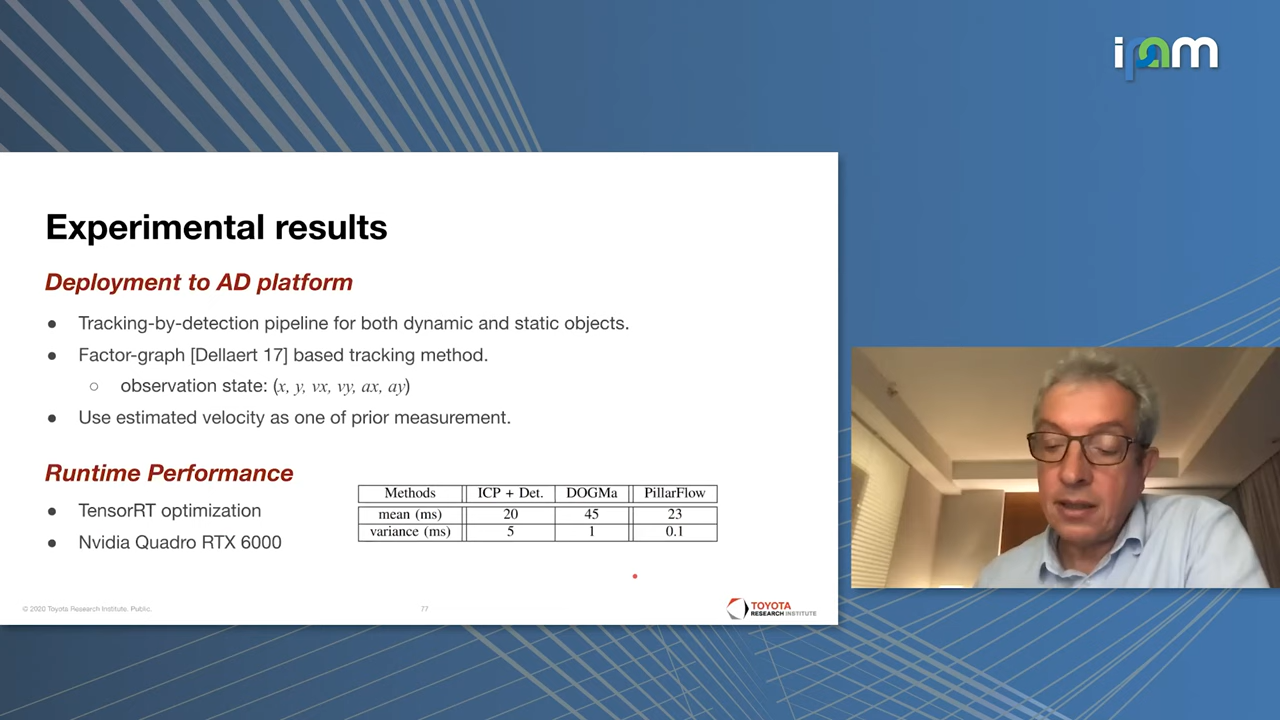 ipam
Experimental results
Deployment to AD platform
● Tracking-by-detection pipeline for both dynamic and static objects.
● Factor-graph [Dellaert 17] based tracking method.
○ observation state: (x, y, vx, vy, ax, ay)
● Use estimated velocity as one of prior measurement.
Runtime Performance
● TensorRT optimization
● Nvidia Quadro RTX 6000
Methods ICP + Det. DOGMa PillarFlow
mean (ms) 20 45 23
variance (ms) 5 1 0.1
© 2020 Toyota Research Institute. Public.
77
TOYOTA
RESEARCH INSTITUTE